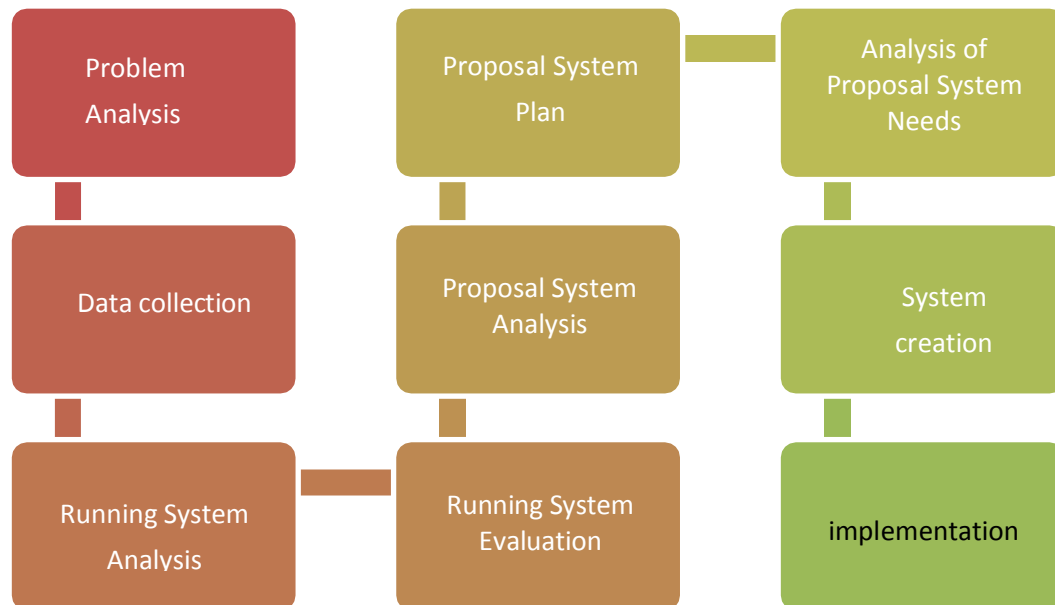 Problem
Analysis
Data collection
Running System
Analysis
Running System
Evaluation
Proposal System
Analysis
Proposal System
Plan
Analysis of
Proposal System
Needs
System
creation
implementation